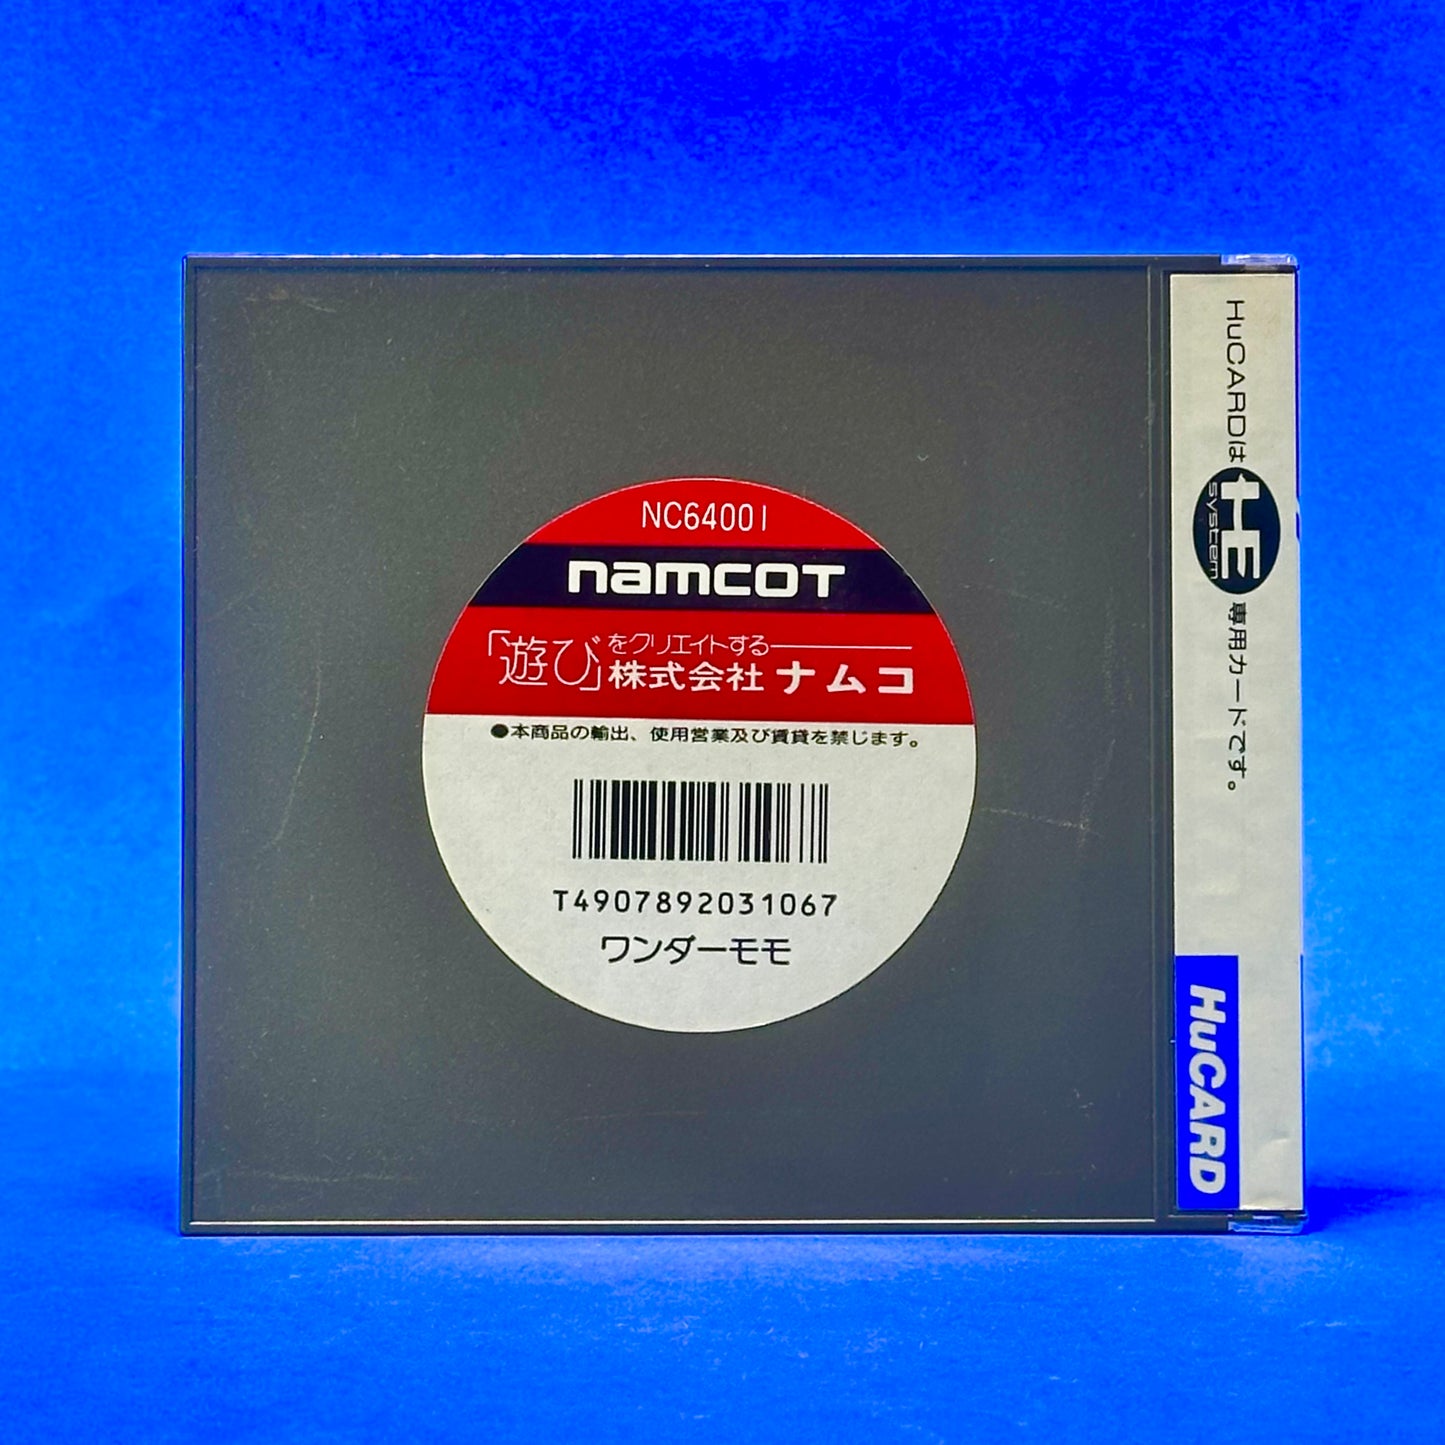 NC64001
namcot
「遊び」をクリエイトする
株式会社ナムコ
●本商品の輸出、使用営業及び賃貸を禁じます。
T4907892031067
ワンダーモモ
HuCARDは
HE
system
専用カードです。
HuCARD